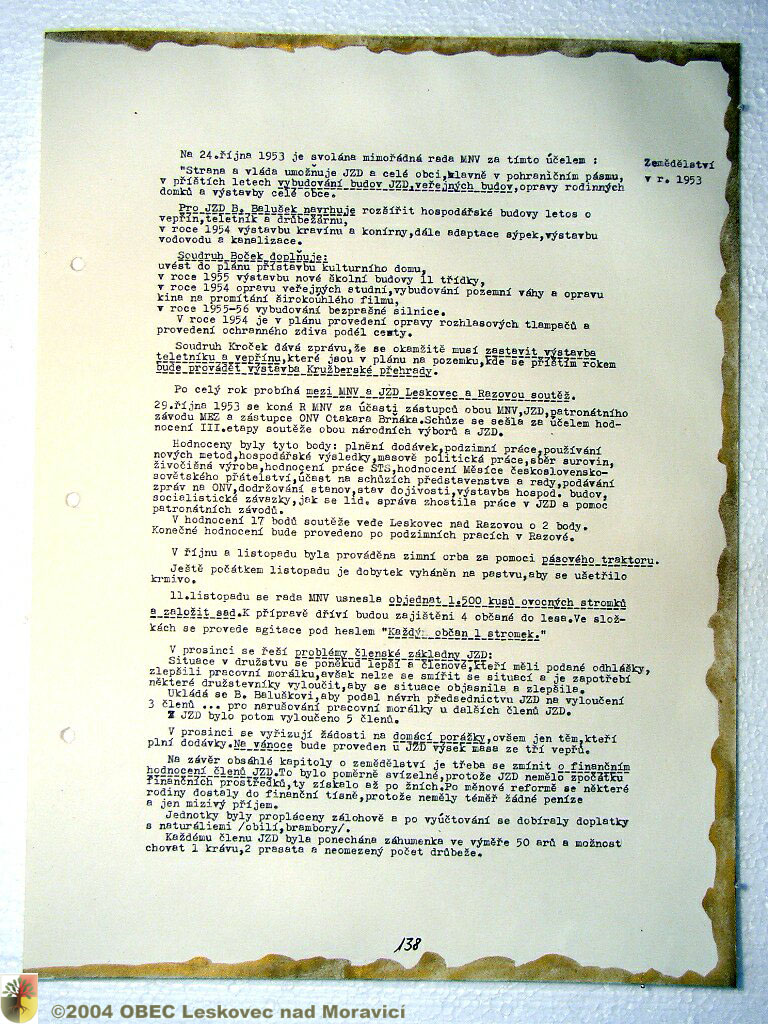 Na 24.října 1953 je svolána mimořádná rada MNV za tímto účelem :
Zemědělství
v r. 1953
"Strana a vláda umožňuje JZD a celé obci,hlavně v pohraničním pásmu,
v příštích letech vybudování budov JZD,veřejných budov,opravy rodinných
domků a výstavby celé obce.
Pro JZD B. Balušek navrhuje rozšířit hospodářské budovy letos o
vepřín,teletník a drůbežárnu,
v roce 1954 výstavbu kravínu a konírny,dále adaptace sýpek,výstavbu
vodovodu a kanalizace.
Soudruh Boček doplňuje:
uvést do plánu přístavbu kulturního domu,
v roce 1955 výstavbu nové školní budovy 11 třídky,
v roce 1954 opravu veřejných studní,vybudování pozemní váhy a opravu
kina na promítání širokoúhlého filmu,
v roce 1955-56 vybudování bezprašné silnice.
V roce 1954 je v plánu provedení opravy rozhlasových tlampačů a
provedení ochranného zdiva podél cesty.
Soudruh Kroček dává zprávu,že se okamžitě musí zastavit výstavba
teletníku a vepřínu,které jsou v plánu na pozemku,kde se příštím rokem
bude provádět výstavba Kružberské přehrady.
Po celý rok probíhá mezi MNV a JZD Leskovec a Razovou soutěž.
29.října 1953 se koná R MNV za účasti zástupců obou MNV,JZD,patronátního
závodu MEZ a zástupce ONV Otakara Brňáka.Schůze se sešla za účelem hod-
nocení III.etapy soutěže obou národních výborů a JZD.
Hodnoceny byly tyto body: plnění dodávek,podzimní práce,používání
nových metod,hospodářské výsledky,masově politická práce,sběr surovin,
živočišná výroba,hodnocení práce STS,hodnocení Měsíce československo-
sovětského přátelství,účast na schůzích představenstva a rady,podávání
zpráv na ONV,dodržování stanov,stav dojivosti,výstavba hospod. budov,
socialistické závazky,jak se lid. správa zhostila práce v JZD a pomoc
patronátních závodů.
V hodnocení 17 bodů soutěže vede Leskovec nad Razovou o 2 body.
Konečné hodnocení bude provedeno po podzimních pracích v Razové.
V říjnu a listopadu byla prováděna zimní orba za pomoci pásového traktoru.
Ještě počátkem listopadu je dobytek vyháněn na pastvu,aby se ušetřilo
krmivo.
11.listopadu se rada MNV usnesla objednat 1.500 kusů ovocných stromků
a založit sad.K přípravě dříví budou zajištěni 4 občané do lesa.Ve slož-
kách se provede agitace pod heslem "Každý občan 1 stromek."
V prosinci se řeší problémy členské základny JZD:
Situace v družstvu se poněkud lepší a členové,kteří měli podané odhlášky,
zlepšili pracovní morálku,avšak nelze se smířit se situací a je zapotřebí
některé družstevníky vyloučit,aby se situace objasnila a zlepšila.
Ukládá se B. Baluškovi,aby podal návrh předsednictvu JZD na vyloučení
3 členů ... pro narušování pracovní morálky u dalších členů JZD.
Z JZD bylo potom vyloučeno 5 členů.
V prosinci se vyřizují žádosti na domácí porážky,ovšem jen těm,kteří
plní dodávky.Na vánoce bude proveden u JZD výsek masa ze tří vepřů.
Na závěr obsáhlé kapitoly o zemědělství je třeba se zmínit o finančním
hodnocení členů JZD.To bylo poměrně svízelné,protože JZD nemělo zpočátku
finančních prostředků,ty získalo až po žních.Po měnové reformě se některé
rodiny dostaly do finanční tísně,protože neměly téměř žádné peníze
a jen mizivý příjem.
Jednotky byly propláceny zálohově a po vyúčtování se dobíraly doplatky
s naturáliemi /obilí,brambory/.
Každému členu JZD byla ponechána záhumenka ve výměře 50 arů a možnost
chovat 1 krávu,2 prasata a neomezený počet drůbeže.
138
©2004 OBEC Leskovec nad Moravicí